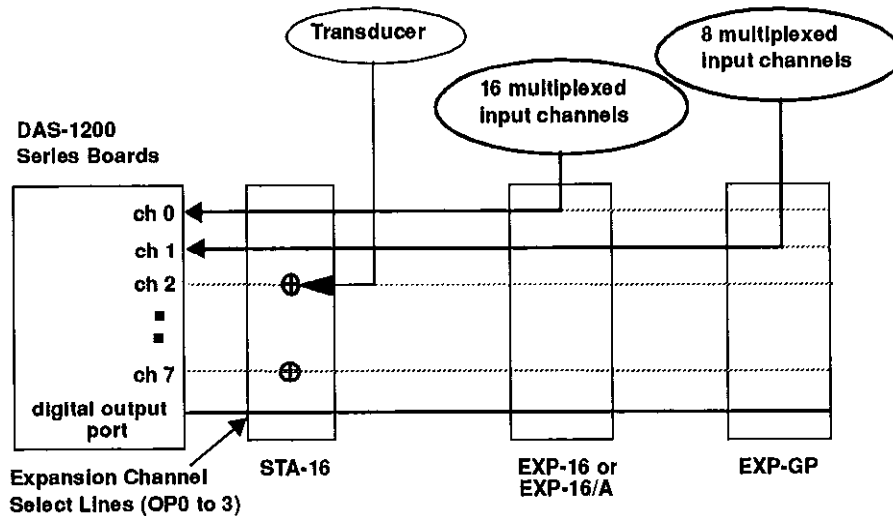 Transducer
8 multiplexed
input channels
16 multiplexed
input channels
DAS-1200
Series Boards
ch 0
ch 1
ch 2
ch 7
digital output
port
Expansion Channel
Select Lines (OP0 to 3)
STA-16
EXP-16 or
EXP-16/A
EXP-GP